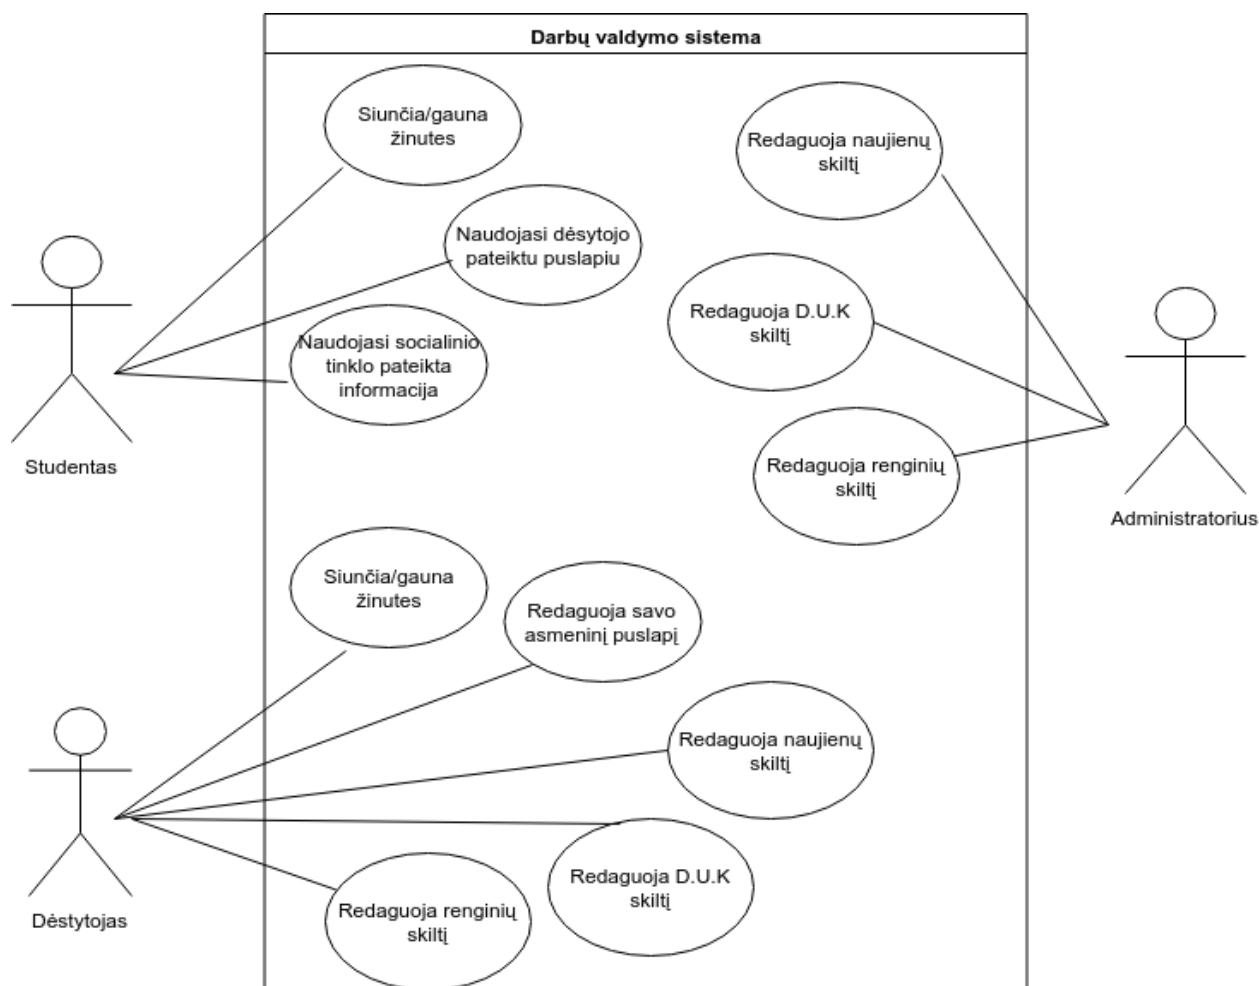 Darbų valdymo sistema
Siunčia/gauna
žinutes
Redaguoja naujienų
skiltį
Naudojasi dėsytojo
pateiktu puslapiu
Redaguoja D.U.K
skiltį
Naudojasi socialinio
tinklo pateikta
informacija
Studentas
Redaguoja renginių
skiltį
Administratorius
Siunčia/gauna
žinutes
Redaguoja savo
asmeninį puslapį
Redaguoja naujienų
skiltį
Redaguoja D.U.K
skiltį
Redaguoja renginių
skiltį
Dėstytojas